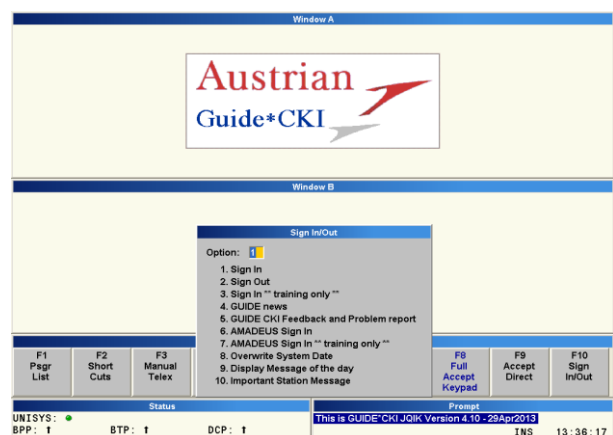 Window A
Austrian
Guide*CKI
Window B
Sign In/Out
Option: 1
1. Sign In
2. Sign Out
3. Sign In ** training only **
4. GUIDE news
5. GUIDE CKI Feedback and Problem report
6. AMADEUS Sign In
7. AMADEUS Sign In ** training only **
8. Overwrite System Date
9. Display Message of the day
10. Important Station Message
F1
Psgr
List
F2
Short
Cuts
F3
Manual
Telex
F8
Full
Accept
Keypad
F9
Accept
Direct
F10
Sign
In/Out
Status
UNISYS:
BPP: ↑ BTP: ↑ DCP: ↑
Prompt
This is GUIDE*CKI JQIK Version 4.10 - 29Apr2013
INS 13:36:17